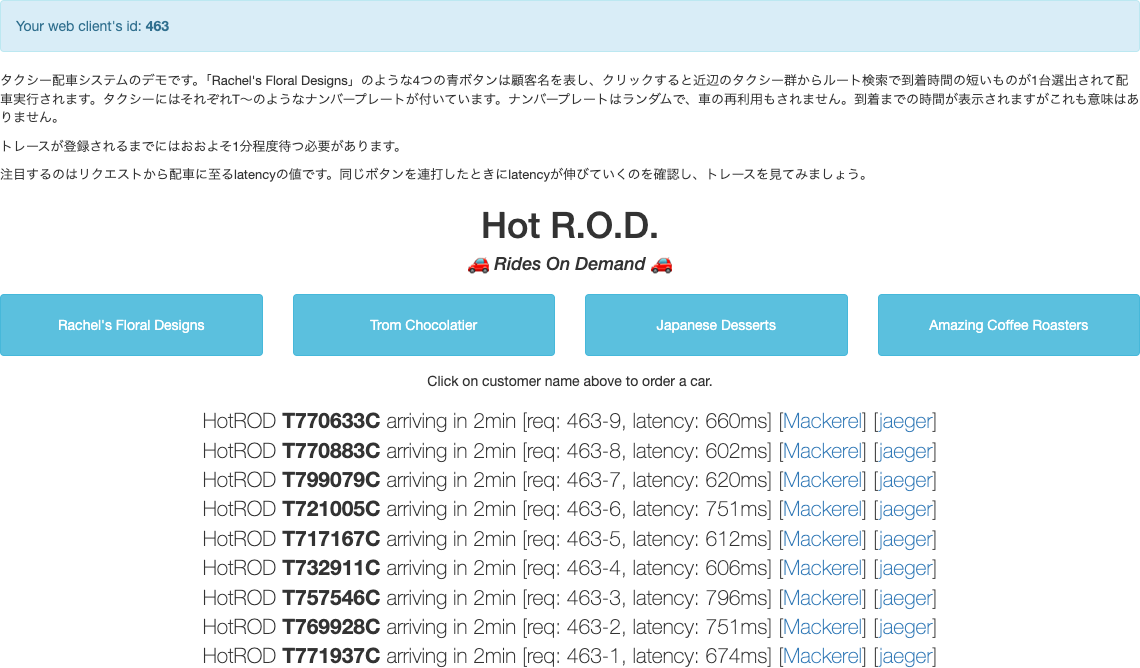 Your web client's id: 463
タクシー配車システムのデモです。「Rachel's Floral Designs」のような4つの青ボタンは顧客名を表し、クリックすると近辺のタクシー群からルート検索で到着時間の短いものが1台選出されて配
車実行されます。タクシーにはそれぞれT〜のようなナンバープレートが付いています。ナンバープレートはランダムで、車の再利用もされません。到着までの時間が表示されますがこれも意味はあ
りません。
トレースが登録されるまでにはおおよそ1分程度待つ必要があります。
注目するのはリクエストから配車に至るlatencyの値です。同じボタンを連打したときにlatencyが伸びていくのを確認し、トレースを見てみましょう。
Hot R.O.D.
🚗 Rides On Demand 🚗
Rachel's Floral Designs
Trom Chocolatier
Japanese Desserts
Amazing Coffee Roasters
Click on customer name above to order a car.
HotROD T770633C arriving in 2min [req: 463-9, latency: 660ms] [Mackerel] [jaeger]
HotROD T770883C arriving in 2min [req: 463-8, latency: 602ms] [Mackerel] [jaeger]
HotROD T799079C arriving in 2min [req: 463-7, latency: 620ms] [Mackerel] [jaeger]
HotROD T721005C arriving in 2min [req: 463-6, latency: 751ms] [Mackerel] [jaeger]
HotROD T717167C arriving in 2min [req: 463-5, latency: 612ms] [Mackerel] [jaeger]
HotROD T732911C arriving in 2min [req: 463-4, latency: 606ms] [Mackerel] [jaeger]
HotROD T757546C arriving in 2min [req: 463-3, latency: 796ms] [Mackerel] [jaeger]
HotROD T769928C arriving in 2min [req: 463-2, latency: 751ms] [Mackerel] [jaeger]
HotROD T771937C arriving in 2min [req: 463-1, latency: 674ms] [Mackerel] [jaeger]